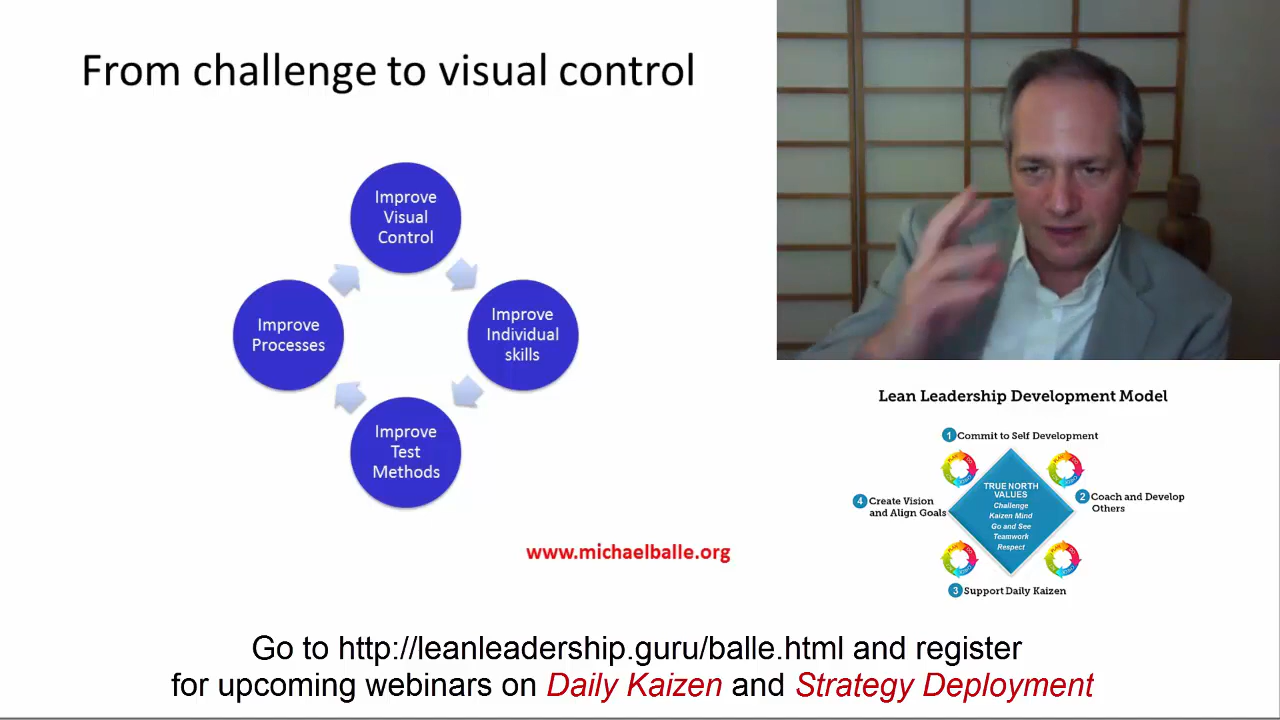 From challenge to visual control
Improve
Visual
Control
Improve
Individual
skills
Improve
Test
Methods
Improve
Processes
www.michaelballe.org
Lean Leadership Development Model
1 Commit to Self Development
2 Coach and Develop
Others
3 Support Daily Kaizen
4 Create Vision
and Align Goals
TRUE NORTH
VALUES
Challenge
Kaizen Mind
Go and See
Teamwork
Respect
Go to http://leanleadership.guru/balle.html and register
for upcoming webinars on Daily Kaizen and Strategy Deployment